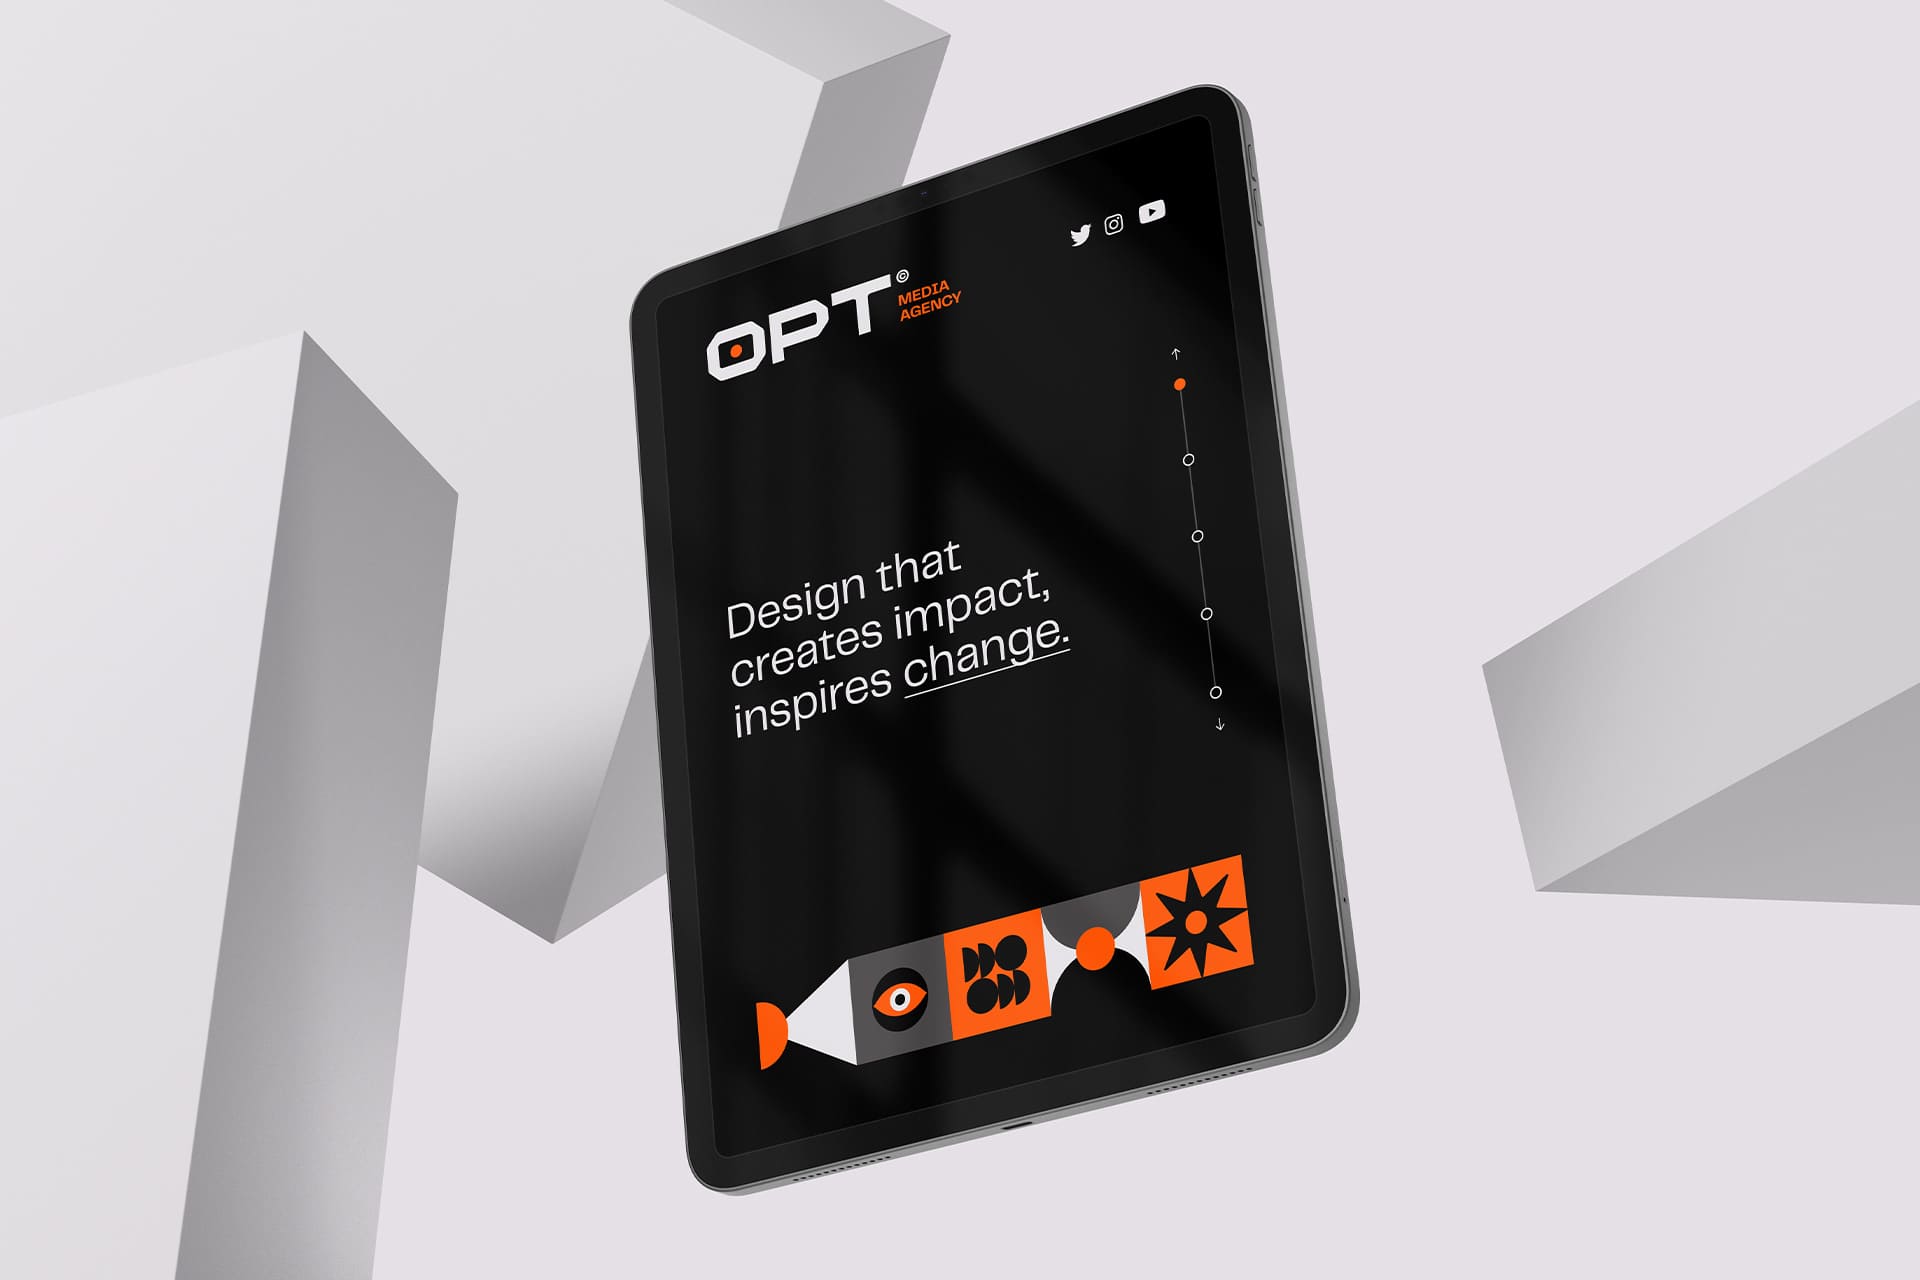 OPT©
MEDIA
AGENCY
Design that
creates impact,
inspires change.